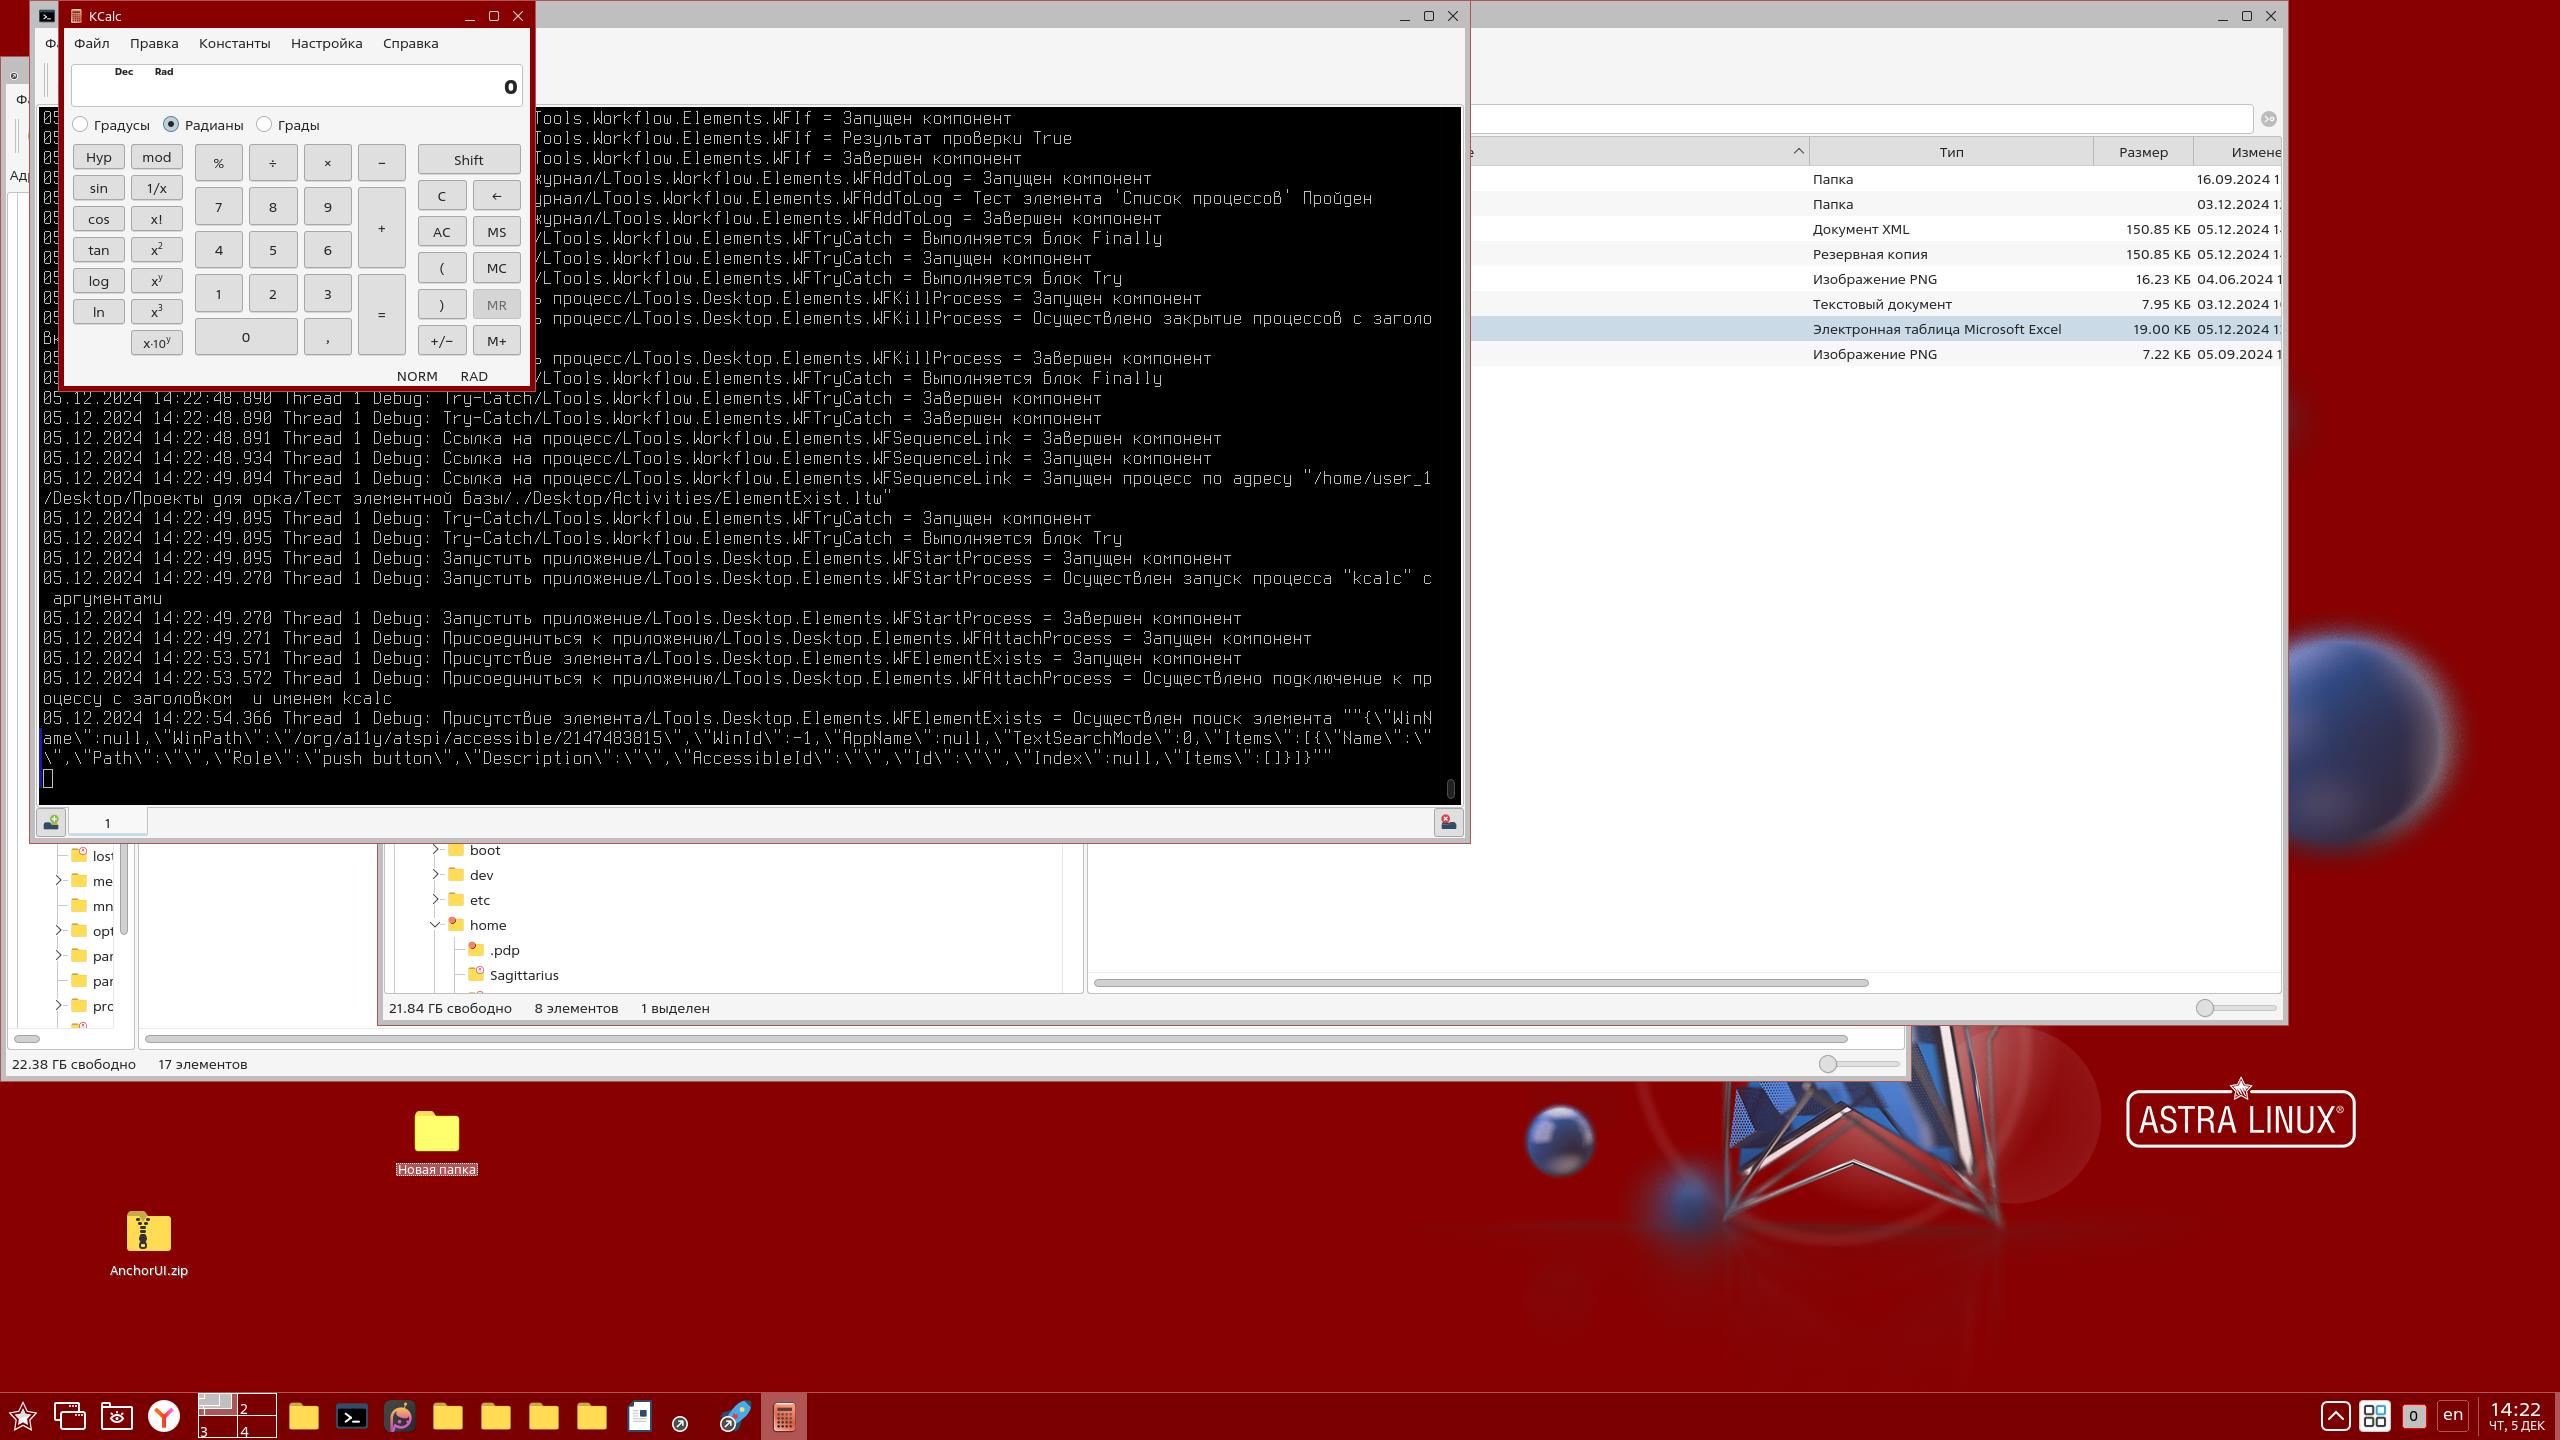 KCalc
Файл Правка Константы Настройка Справка
Dec Rad
0
Градусы Радианы Грады
Hyp mod % ÷ × − Shift
sin 1/x 7 8 9 + C ←
cos x! AC MS
tan x² 4 5 6 ( MC
log xʸ 1 2 3 = ) MR
ln x³ 0 , +/− M+
x·10ʸ
NORM RAD
Tools.Workflow.Elements.WFIf = Запущен компонент
Tools.Workflow.Elements.WFIf = Результат проверки True
Tools.Workflow.Elements.WFIf = Завершен компонент
журнал/LTools.Workflow.Elements.WFAddToLog = Запущен компонент
урнал/LTools.Workflow.Elements.WFAddToLog = Тест элемента 'Список процессов' Пройден
журнал/LTools.Workflow.Elements.WFAddToLog = Завершен компонент
/LTools.Workflow.Elements.WFTryCatch = Выполняется блок Finally
/LTools.Workflow.Elements.WFTryCatch = Запущен компонент
/LTools.Workflow.Elements.WFTryCatch = Выполняется блок Try
ь процесс/LTools.Desktop.Elements.WFKillProcess = Запущен компонент
ь процесс/LTools.Desktop.Elements.WFKillProcess = Осуществлено закрытие процессов с заголо
ь процесс/LTools.Desktop.Elements.WFKillProcess = Завершен компонент
/LTools.Workflow.Elements.WFTryCatch = Выполняется блок Finally
05.12.2024 14:22:48.890 Thread 1 Debug: Try-Catch/LTools.Workflow.Elements.WFTryCatch = Завершен компонент
05.12.2024 14:22:48.890 Thread 1 Debug: Try-Catch/LTools.Workflow.Elements.WFTryCatch = Завершен компонент
05.12.2024 14:22:48.891 Thread 1 Debug: Ссылка на процесс/LTools.Workflow.Elements.WFSequenceLink = Завершен компонент
05.12.2024 14:22:48.934 Thread 1 Debug: Ссылка на процесс/LTools.Workflow.Elements.WFSequenceLink = Запущен компонент
05.12.2024 14:22:49.094 Thread 1 Debug: Ссылка на процесс/LTools.Workflow.Elements.WFSequenceLink = Запущен процесс по адресу "/home/user_1
/Desktop/Проекты для орка/Тест элементной базы/./Desktop/Activities/ElementExist.ltw"
05.12.2024 14:22:49.095 Thread 1 Debug: Try-Catch/LTools.Workflow.Elements.WFTryCatch = Запущен компонент
05.12.2024 14:22:49.095 Thread 1 Debug: Try-Catch/LTools.Workflow.Elements.WFTryCatch = Выполняется блок Try
05.12.2024 14:22:49.095 Thread 1 Debug: Запустить приложение/LTools.Desktop.Elements.WFStartProcess = Запущен компонент
05.12.2024 14:22:49.270 Thread 1 Debug: Запустить приложение/LTools.Desktop.Elements.WFStartProcess = Осуществлен запуск процесса "kcalc" с
аргументами
05.12.2024 14:22:49.270 Thread 1 Debug: Запустить приложение/LTools.Desktop.Elements.WFStartProcess = Завершен компонент
05.12.2024 14:22:49.271 Thread 1 Debug: Присоединиться к приложению/LTools.Desktop.Elements.WFAttachProcess = Запущен компонент
05.12.2024 14:22:53.571 Thread 1 Debug: Присутствие элемента/LTools.Desktop.Elements.WFElementExists = Запущен компонент
05.12.2024 14:22:53.572 Thread 1 Debug: Присоединиться к приложению/LTools.Desktop.Elements.WFAttachProcess = Осуществлено подключение к пр
оцессу с заголовком  и именем kcalc
05.12.2024 14:22:54.366 Thread 1 Debug: Присутствие элемента/LTools.Desktop.Elements.WFElementExists = Осуществлен поиск элемента ""{\"WinN
ame\":null,\"WinPath\":\"/org/a11y/atspi/accessible/2147483815\",\"WinId\":-1,\"AppName\":null,\"TextSearchMode\":0,\"Items\":[{\"Name\":\"
\",\"Path\":\"\",\"Role\":\"push button\",\"Description\":\"\",\"AccessibleId\":\"\",\"Id\":\"\",\"Index\":null,\"Items\":[]}]}""
1
Тип Размер Измене
Папка 16.09.2024 1
Папка 03.12.2024 1
Документ XML 150.85 КБ 05.12.2024 1
Резервная копия 150.85 КБ 05.12.2024 1
Изображение PNG 16.23 КБ 04.06.2024 1
Текстовый документ 7.95 КБ 03.12.2024 1
Электронная таблица Microsoft Excel 19.00 КБ 05.12.2024 1
Изображение PNG 7.22 КБ 05.09.2024 1
boot
dev
etc
home
.pdp
Sagittarius
21.84 ГБ свободно 8 элементов 1 выделен
Адр
lost
me
mn
opt
par
par
pro
22.38 ГБ свободно 17 элементов
Новая папка
AnchorUI.zip
ASTRA LINUX®
2
3 4
0
en
14:22
ЧТ, 5 ДЕК